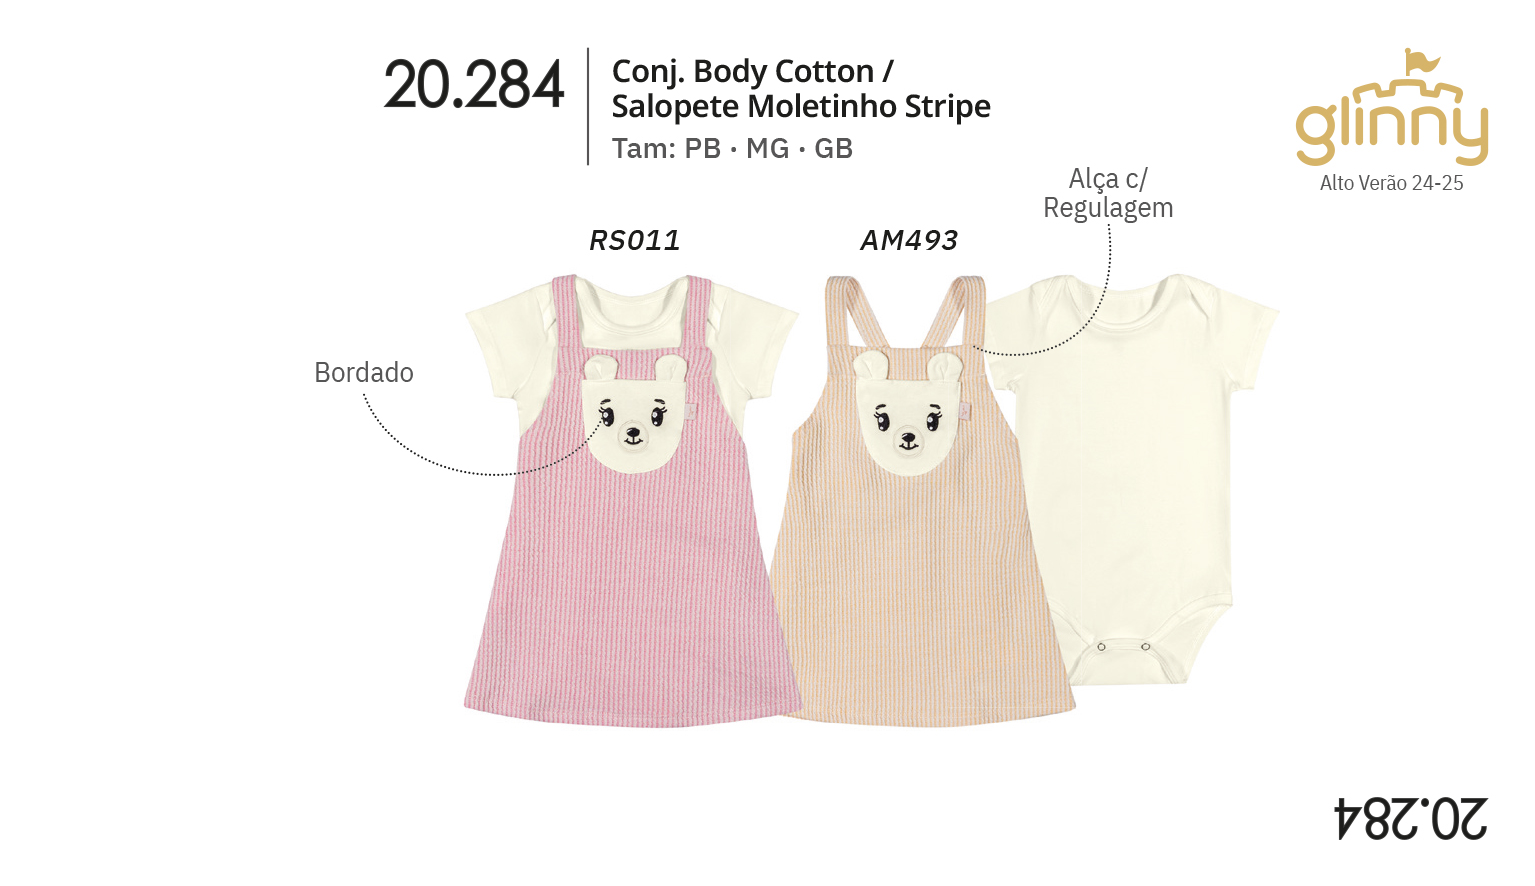 20.284
Conj. Body Cotton /
Salopete Moletinho Stripe
Tam: PB · MG · GB
glinny
Alto Verão 24-25
Alça c/
Regulagem
RS011
AM493
Bordado
20.284